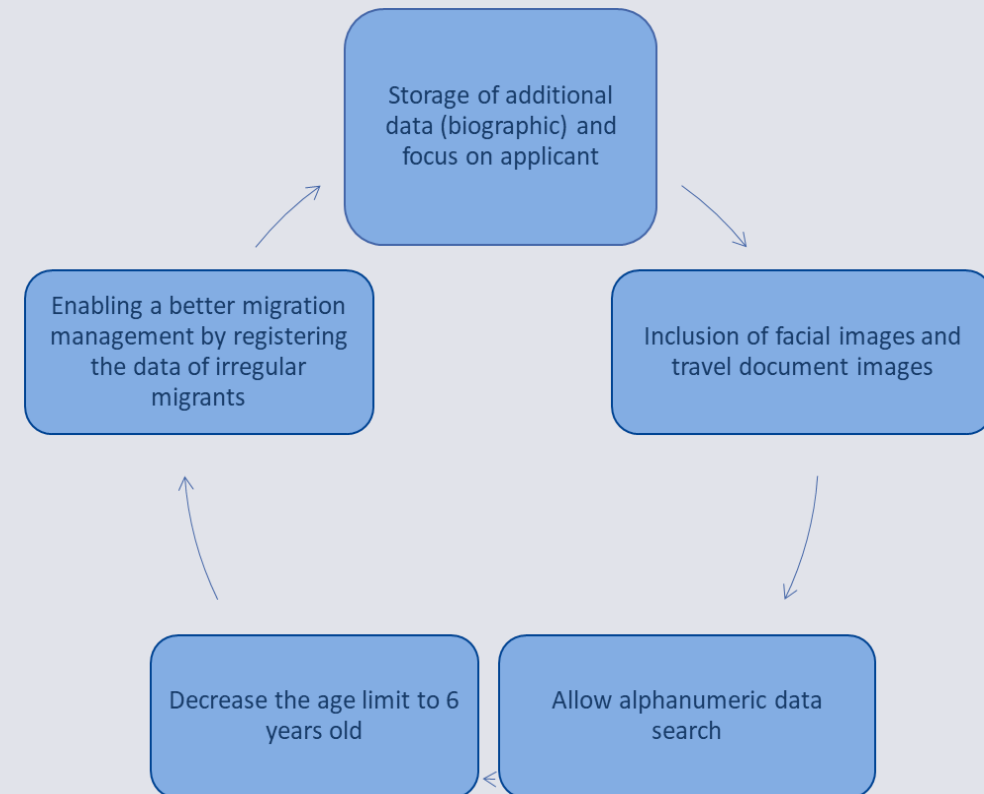 Storage of additional
data (biographic) and
focus on applicant
Inclusion of facial images and
travel document images
Allow alphanumeric data
search
Decrease the age limit to 6
years old
Enabling a better migration
management by registering
the data of irregular
migrants